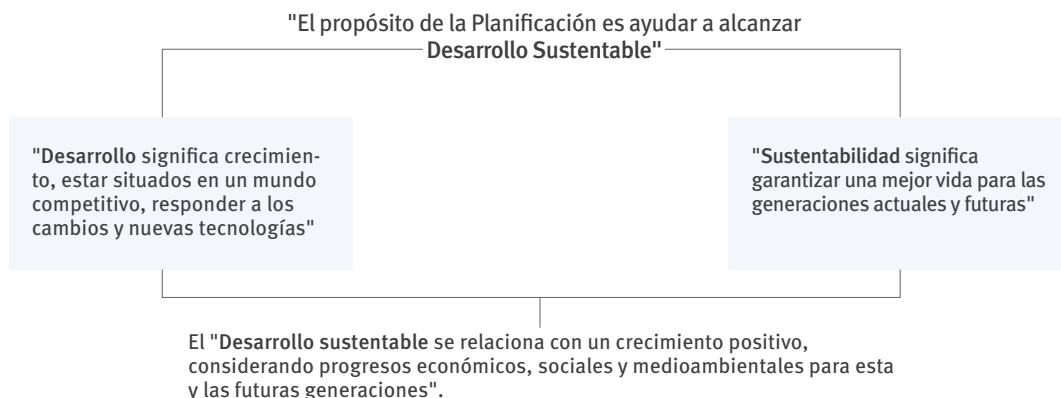 "El propósito de la Planificación es ayudar a alcanzar
Desarrollo Sustentable"
"Desarrollo significa crecimien-
to, estar situados en un mundo
competitivo, responder a los
cambios y nuevas tecnologías"
"Sustentabilidad significa
garantizar una mejor vida para las
generaciones actuales y futuras"
El "Desarrollo sustentable se relaciona con un crecimiento positivo,
considerando progresos económicos, sociales y medioambientales para esta
y las futuras generaciones".